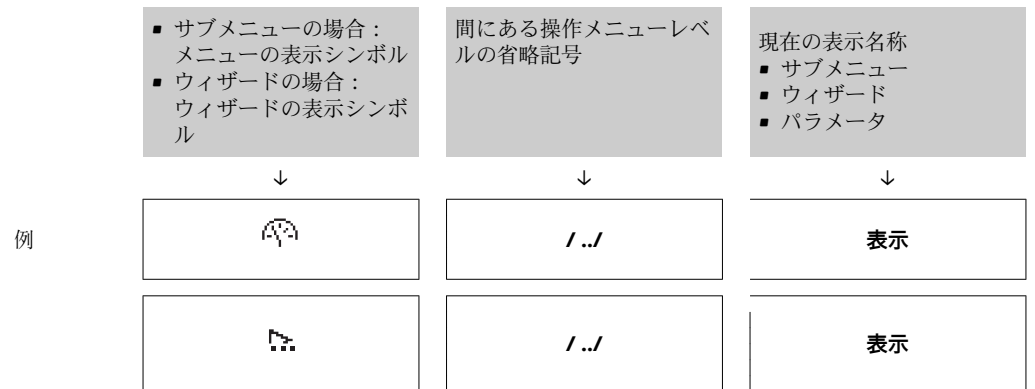 ▪ サブメニューの場合：
メニューの表示シンボル
▪ ウィザードの場合：
ウィザードの表示シンボ
ル
間にある操作メニューレベ
ルの省略記号
現在の表示名称
▪ サブメニュー
▪ ウィザード
▪ パラメータ
↓ ↓ ↓
例
/ ../
表示
/ ../
表示